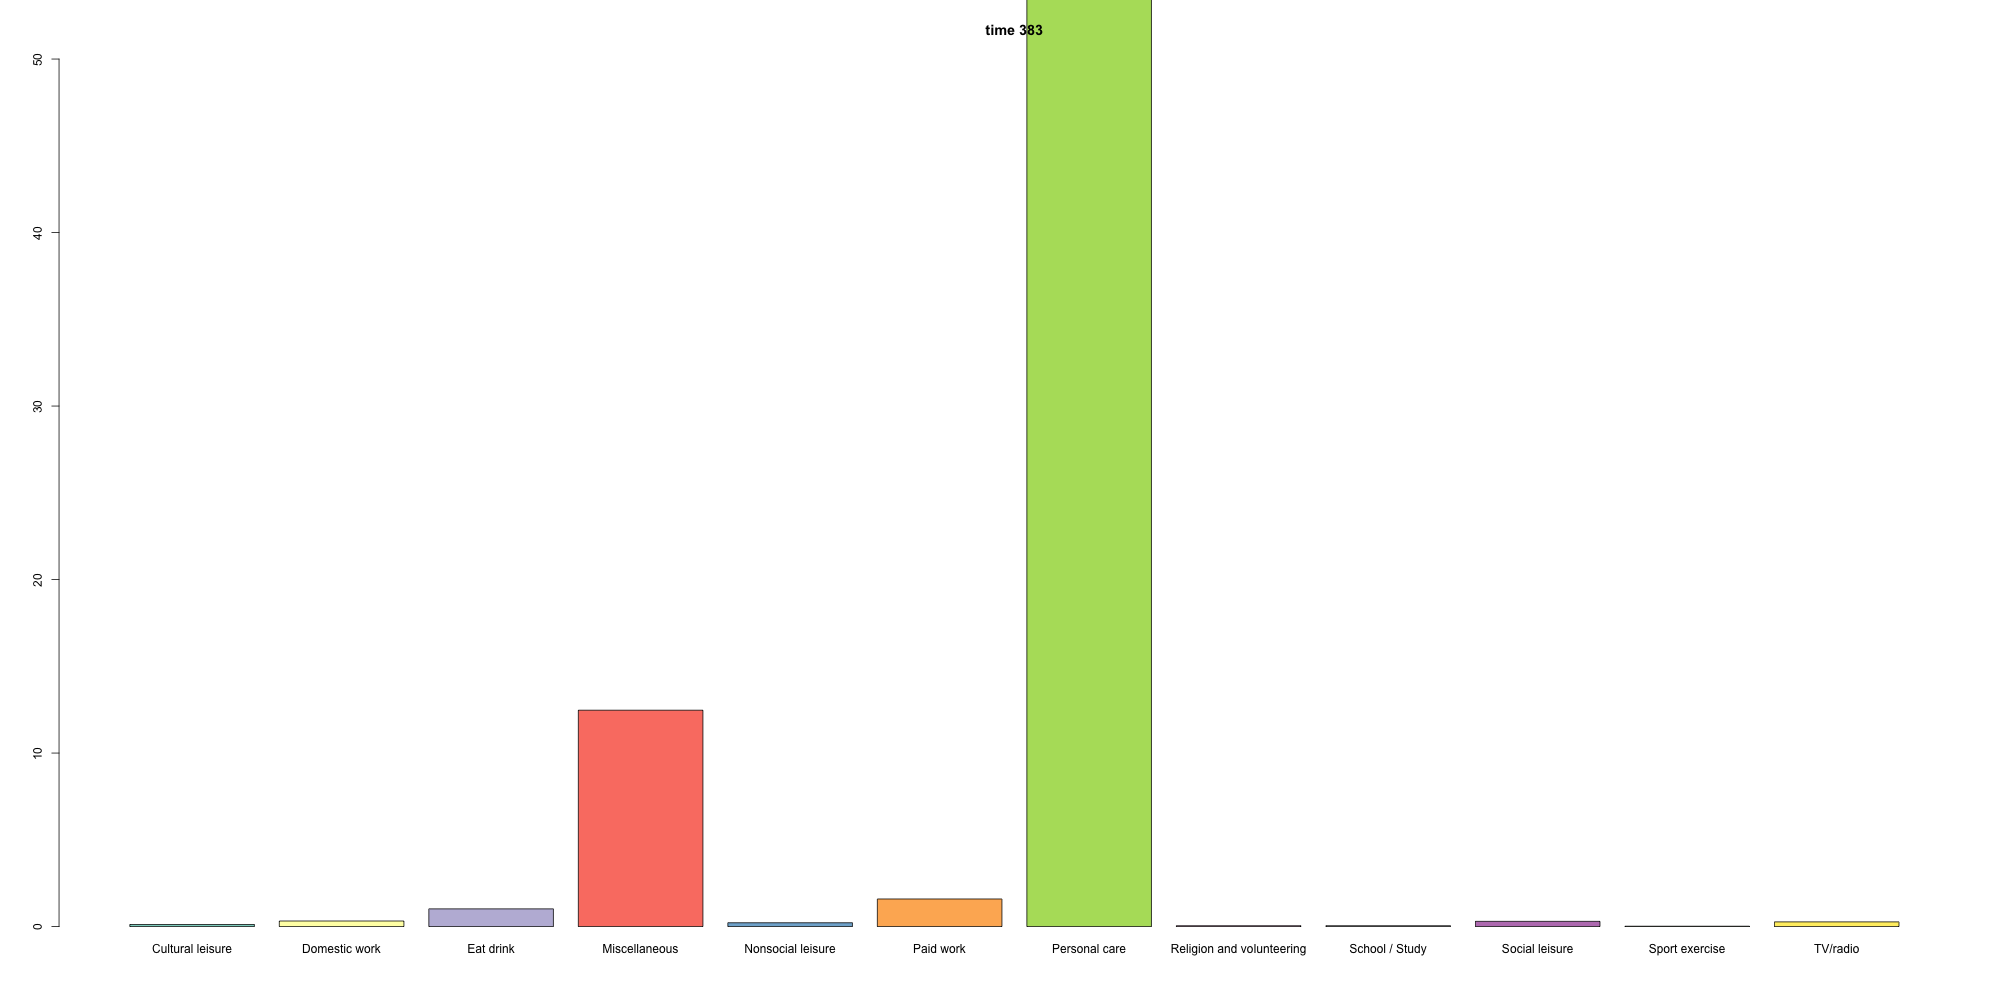 time 383
50
40
30
20
10
0
Cultural leisure
Domestic work
Eat drink
Miscellaneous
Nonsocial leisure
Paid work
Personal care
Religion and volunteering
School / Study
Social leisure
Sport exercise
TV/radio